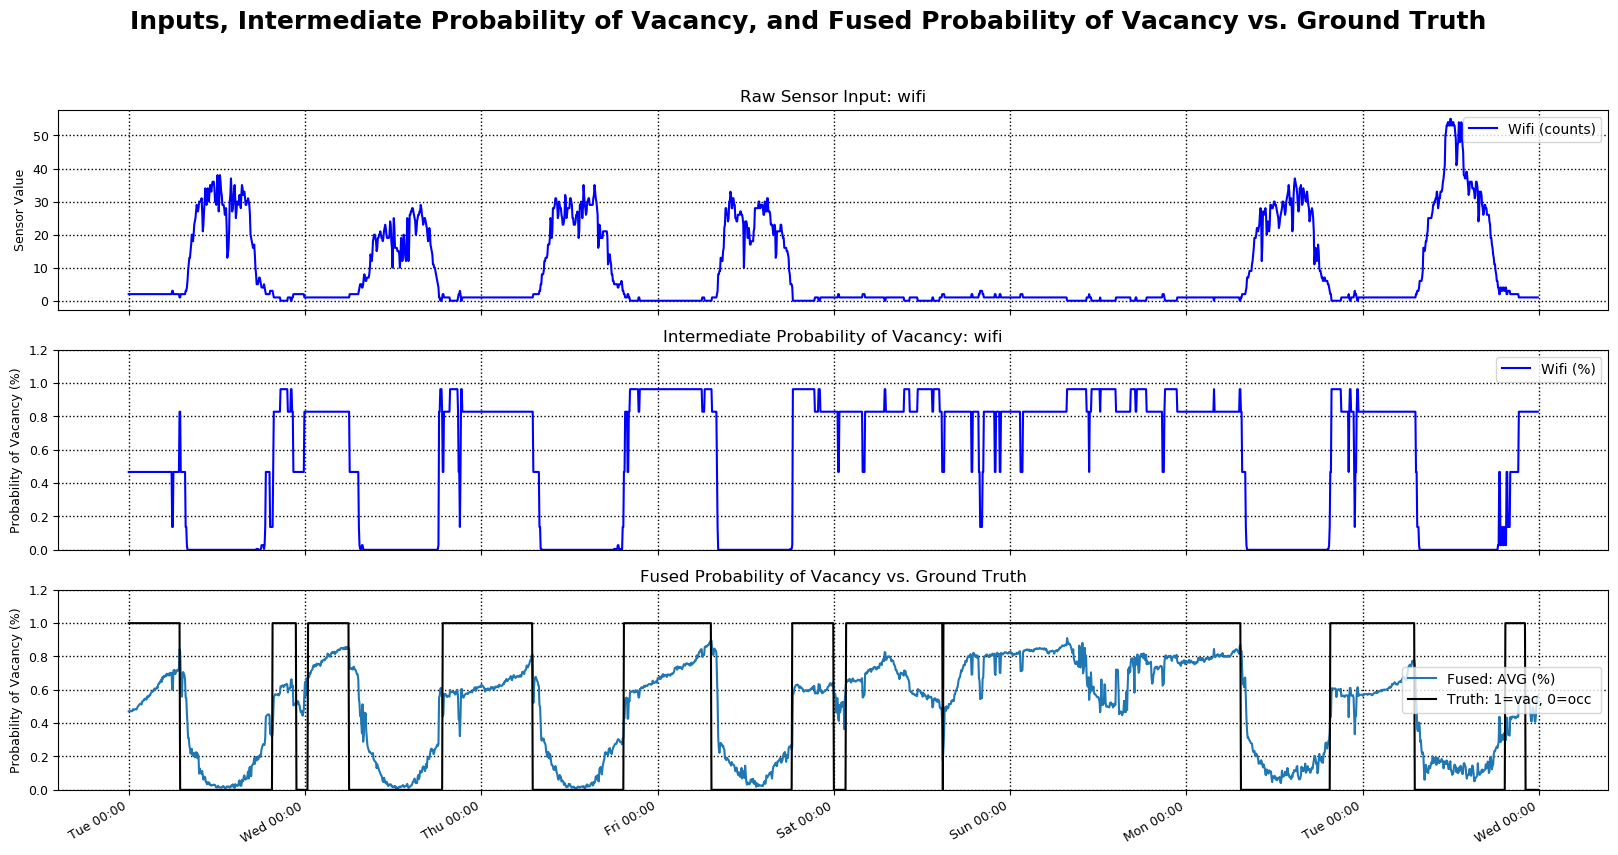 Inputs, Intermediate Probability of Vacancy, and Fused Probability of Vacancy vs. Ground Truth
Raw Sensor Input: wifi
Sensor Value
50
40
30
20
10
0
Wifi (counts)
Intermediate Probability of Vacancy: wifi
Probability of Vacancy (%)
1.2
1.0
0.8
0.6
0.4
0.2
0.0
Wifi (%)
Fused Probability of Vacancy vs. Ground Truth
Probability of Vacancy (%)
1.2
1.0
0.8
0.6
0.4
0.2
0.0
Fused: AVG (%)
Truth: 1=vac, 0=occ
Tue 00:00
Wed 00:00
Thu 00:00
Fri 00:00
Sat 00:00
Sun 00:00
Mon 00:00
Tue 00:00
Wed 00:00